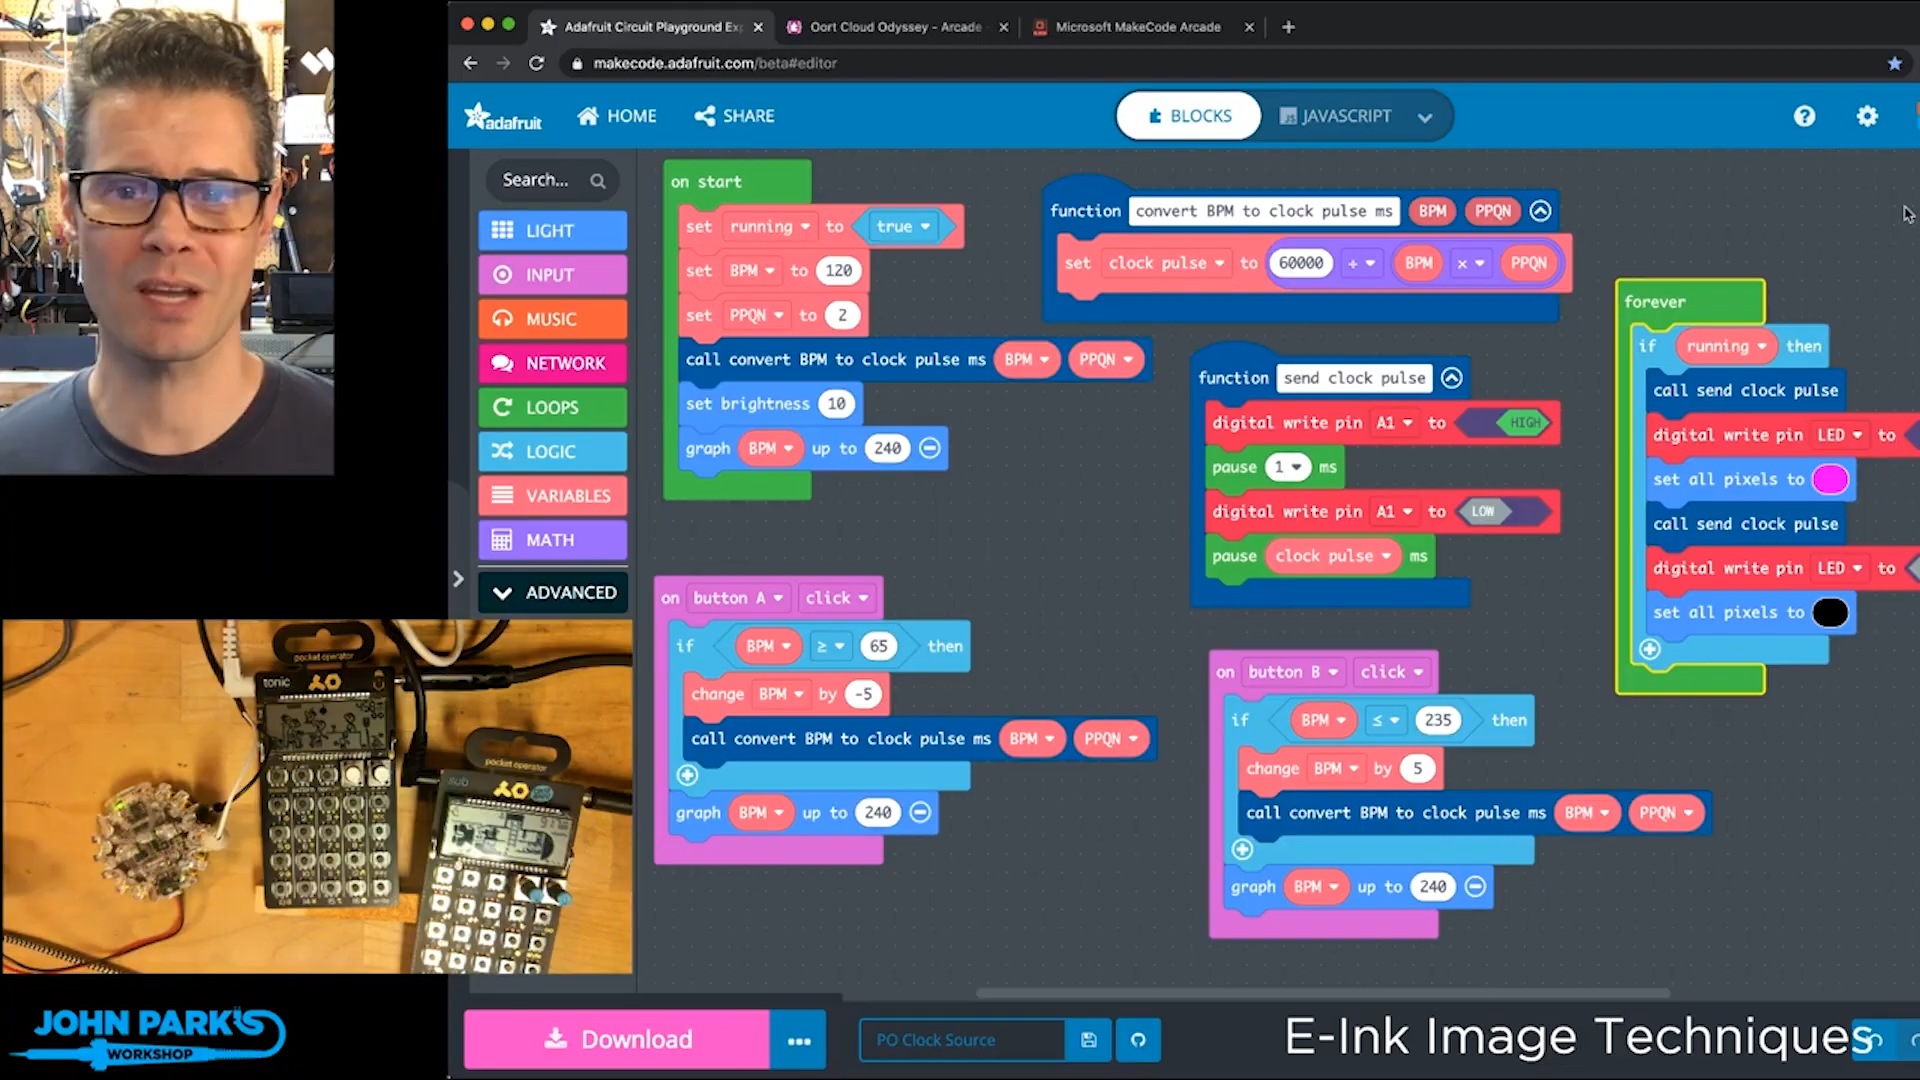 Adafruit Circuit Playground Ex
Oort Cloud Odyssey - Arcade
Microsoft MakeCode Arcade
makecode.adafruit.com/beta#editor
adafruit
HOME
SHARE
BLOCKS
JS JAVASCRIPT
?
Search...
LIGHT
INPUT
MUSIC
NETWORK
LOOPS
LOGIC
VARIABLES
MATH
ADVANCED
on start
set running to true
set BPM to 120
set PPQN to 2
call convert BPM to clock pulse ms BPM PPQN
set brightness 10
graph BPM up to 240
function convert BPM to clock pulse ms BPM PPQN
set clock pulse to 60000 ÷ BPM × PPQN
function send clock pulse
digital write pin A1 to HIGH
pause 1 ms
digital write pin A1 to LOW
pause clock pulse ms
forever
if running then
call send clock pulse
digital write pin LED to
set all pixels to
call send clock pulse
digital write pin LED to
set all pixels to
on button A click
if BPM ≥ 65 then
change BPM by -5
call convert BPM to clock pulse ms BPM PPQN
graph BPM up to 240
on button B click
if BPM ≤ 235 then
change BPM by 5
call convert BPM to clock pulse ms BPM PPQN
graph BPM up to 240
pocket operator
tonic
pocket operator
sub
JOHN PARK'S
WORKSHOP
Download
PO Clock Source
E-Ink Image Techniques